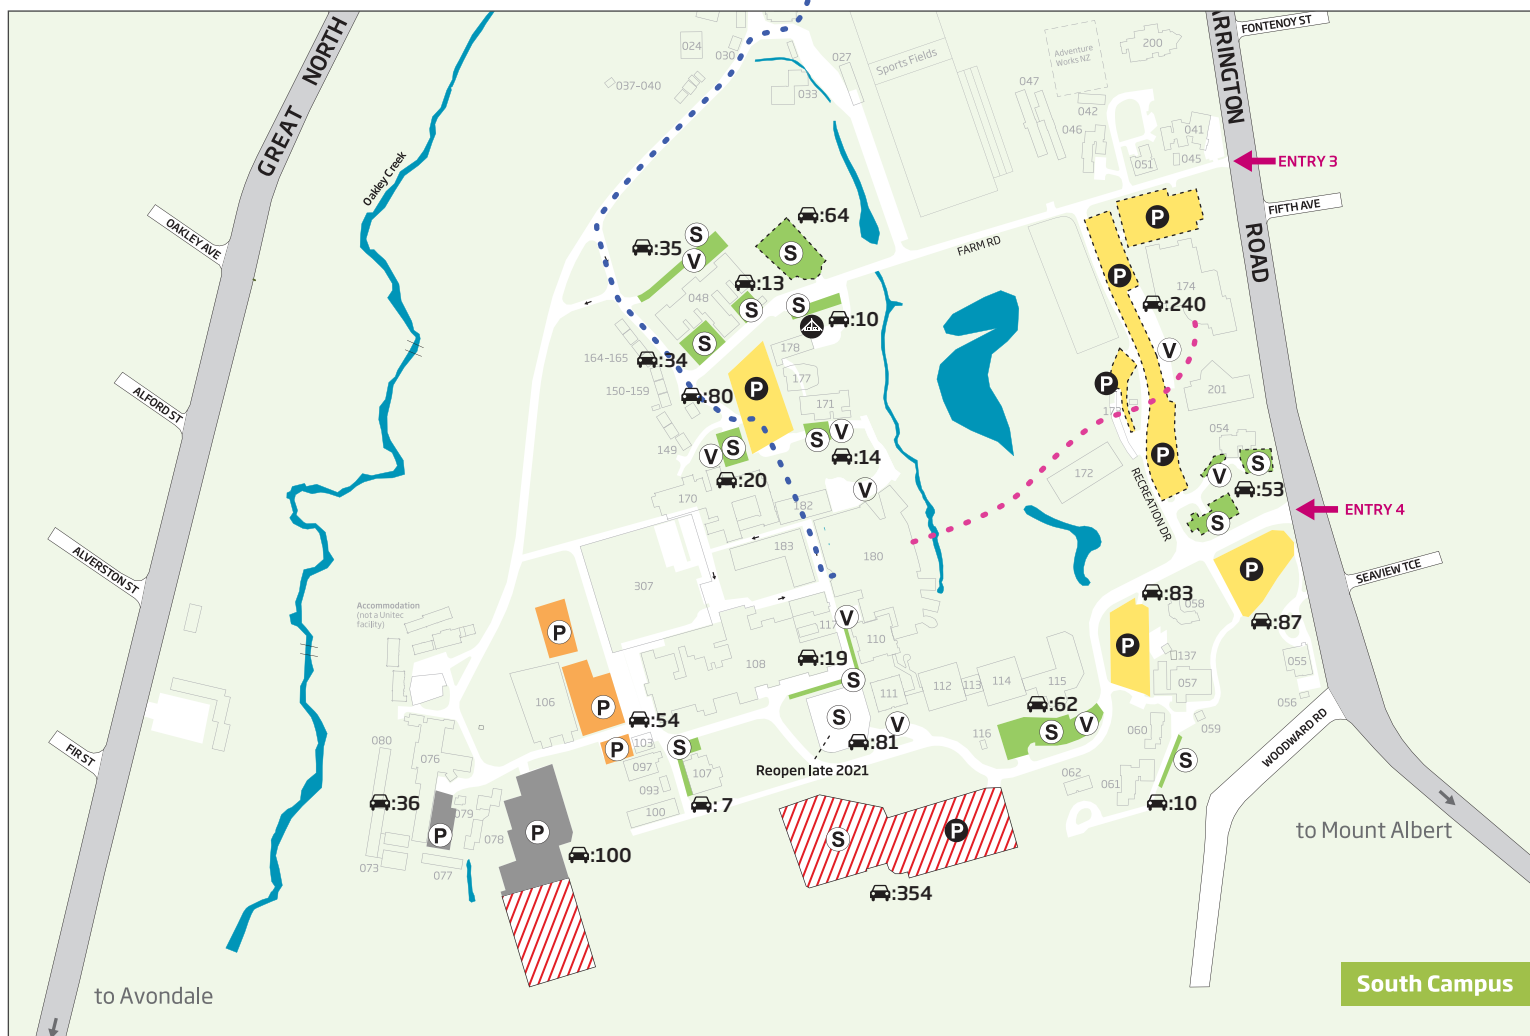 GREAT NORTH
ARRINGTON
ROAD
FONTENOY ST
024
030
027
Sports Fields
Adventure
Works NZ
200
037-040
033
047
042
046
041
045
051
ENTRY 3
Oakley Creek
OAKLEY AVE
FIFTH AVE
:64
S
:35
S
V
S
P
FARM RD
P
174
:13
048
S
S
:10
:240
164-165
:34
S
178
V
150-159
:80
P
177
P
173
201
ALFORD ST
171
054
149
V
S
S
V
:14
P
V
S
:53
:20
172
RECREATION DR
170
V
182
S
ENTRY 4
183
180
ALVERSTON ST
307
P
SEAVIEW TCE
:83
:87
058
Accommodation
(not a Unitec
facility)
P
117
V
110
P
137
057
055
056
108
:19
S
111
112
113
114
115
106
P
:54
S
V
:62
S
V
116
060
059
P
103
S
:81
Reopen late 2021
WOODWARD RD
FIR ST
080
076
097
107
093
100
:7
062
061
S
:10
:36
P
079
078
P
:100
073
077
S
P
:354
to Mount Albert
to Avondale
South Campus